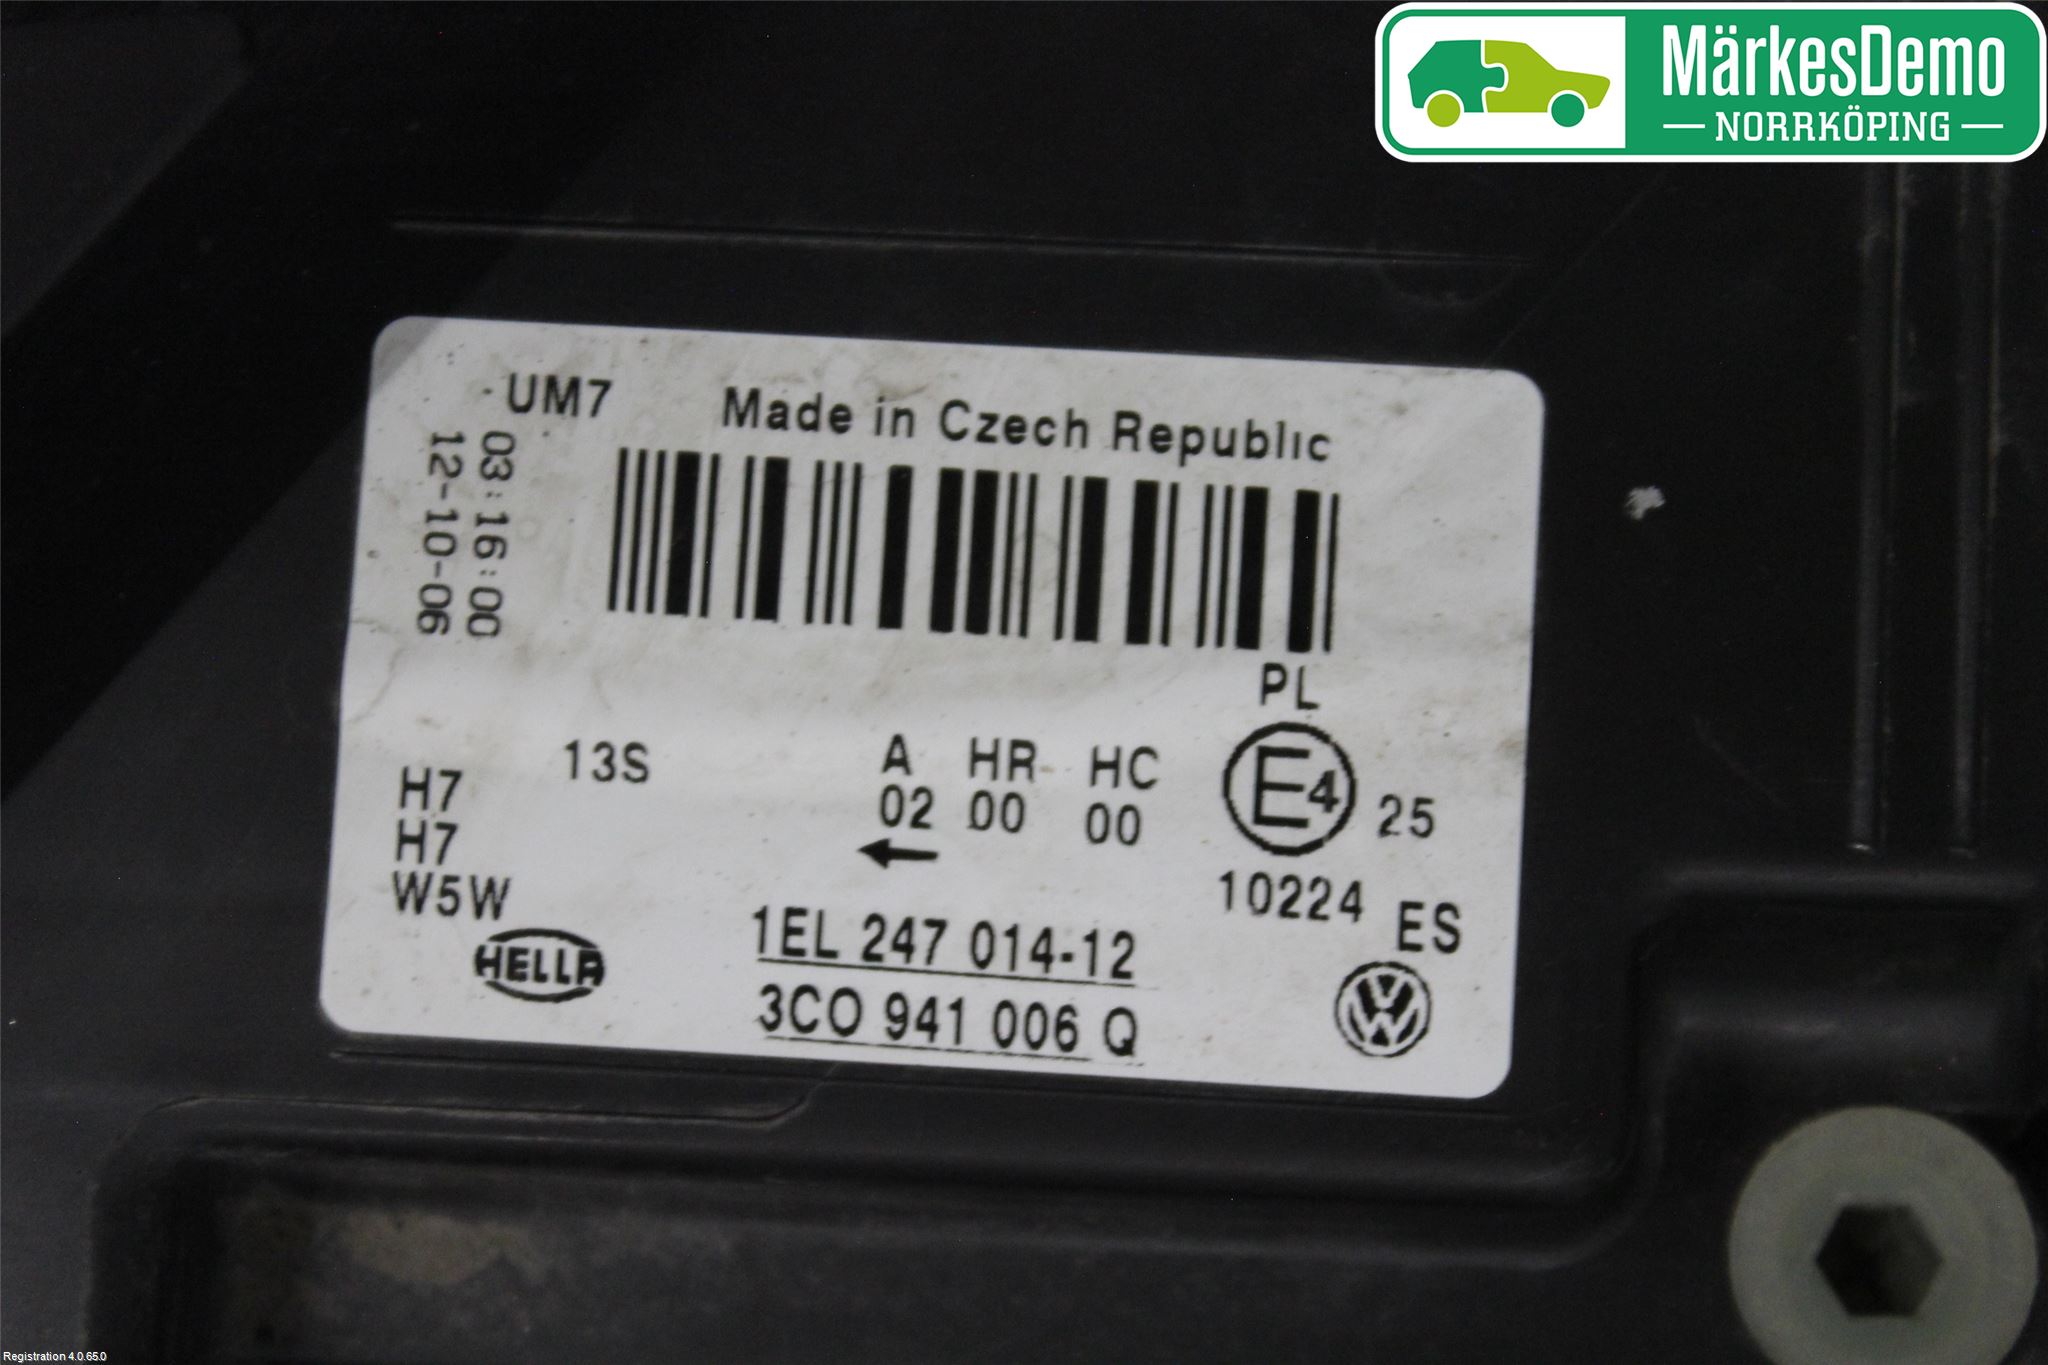 MärkesDemo
NORRKÖPING
UM7
Made in Czech Republic
03:16:00
12-10-06
PL
H7
H7
W5W
13S
A HR HC
02 00 00
E4 25
10224 ES
HELLA
1EL 247 014-12
3CO 941 006 Q
VW
Registration 4.0.65.0